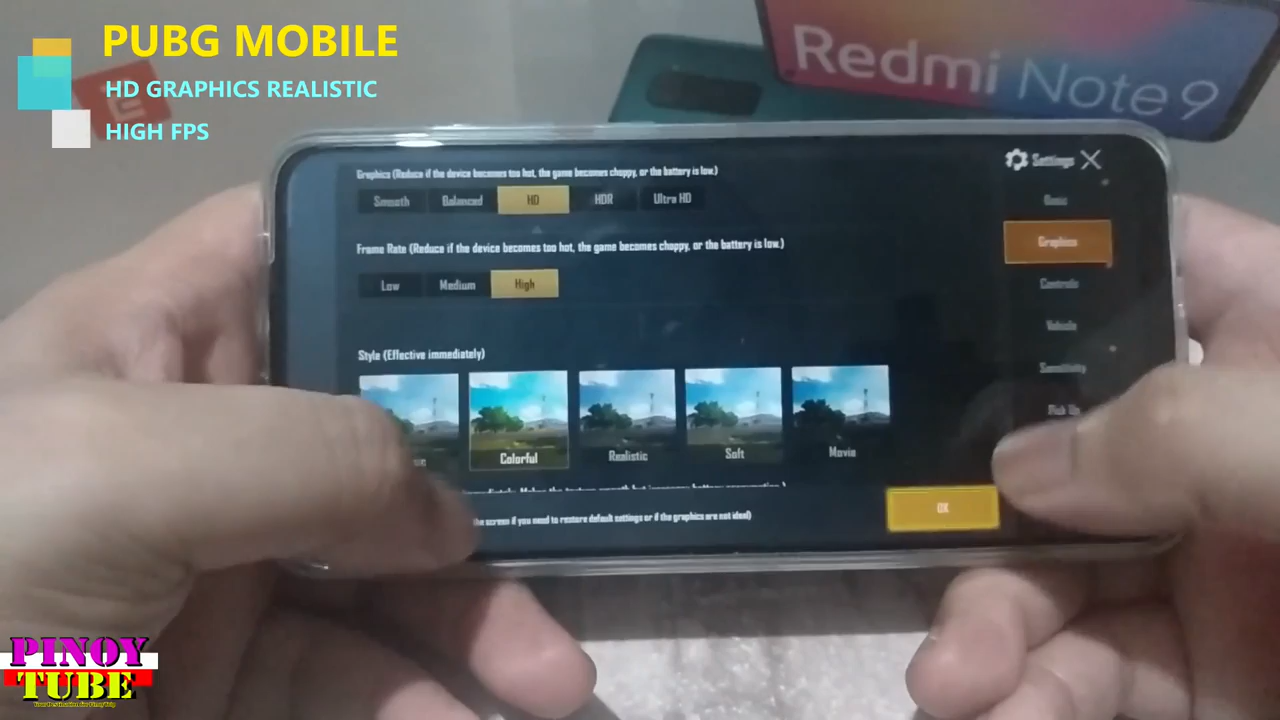 PUBG MOBILE
HD GRAPHICS REALISTIC
HIGH FPS
Redmi Note 9
Settings
Graphics (Reduce if the device becomes too hot, the game becomes choppy, or the battery is low.)
Smooth Balanced HD HDR Ultra HD
Basic
Graphics
Frame Rate (Reduce if the device becomes too hot, the game becomes choppy, or the battery is low.)
Low Medium High
Controls
Vehicle
Style (Effective immediately)
Sensitivity
Pick Up
Colorful Realistic Soft Movie
screen if you need to restore default settings or if the graphics are not ideal)
OK
PINOY
TUBE